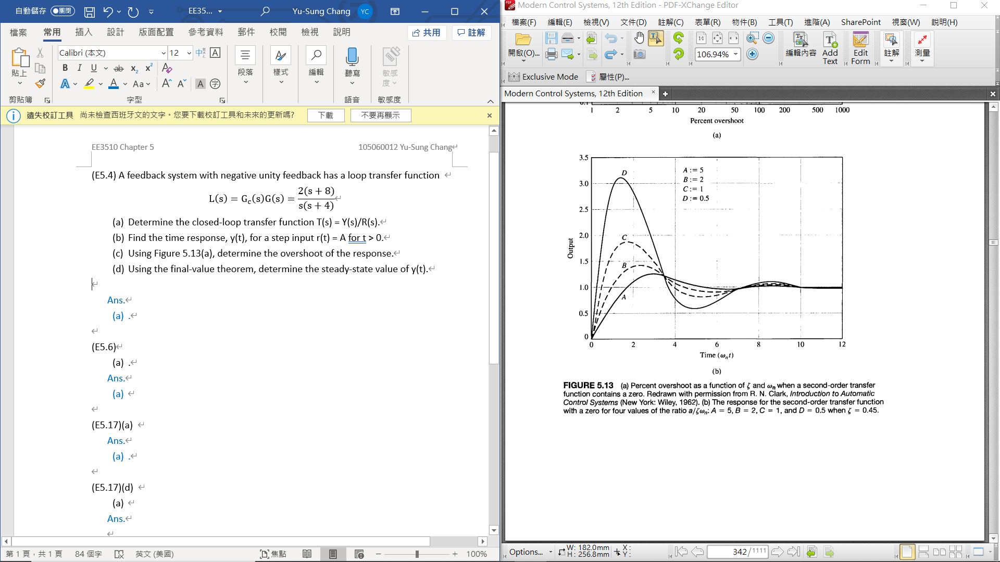 自動儲存 關閉 EE35... Yu-Sung Chang YC
檔案 常用 插入 設計 版面配置 參考資料 郵件 校閱 檢視 說明 共用 註解
Calibri (本文) 12
貼上 B I U ab x₂ x² A 段落 樣式 編輯 聽寫 敏感度
A A Aa A A A 字
剪貼簿 字型 語音 敏感度
遺失校訂工具 尚未檢查西班牙文的文字。您要下載校訂工具和未來的更新嗎? 下載 不要再顯示
EE3510 Chapter 5 105060012 Yu-Sung Chang
(E5.4) A feedback system with negative unity feedback has a loop transfer function
L(s) = G_c(s)G(s) = 2(s + 8) / s(s + 4)
(a) Determine the closed-loop transfer function T(s) = Y(s)/R(s).
(b) Find the time response, y(t), for a step input r(t) = A for t > 0.
(c) Using Figure 5.13(a), determine the overshoot of the response.
(d) Using the final-value theorem, determine the steady-state value of y(t).
Ans.
(a) .
(E5.6)
(a) .
Ans.
(a)
(E5.17)(a)
Ans.
(a) .
(E5.17)(d)
(a)
Ans.
第 1 頁，共 1 頁 84 個字 英文 (美國) 焦點 100%
Modern Control Systems, 12th Edition - PDF-XChange Editor
檔案(F) 編輯(E) 檢視(V) 文件(D) 註解(C) 表單(R) 物件(B) 工具(T) 進階(A) SharePoint 視窗(W) 說明(H)
開啟(O)... 106.94% 編輯內容 Add Text Edit Form 註解 測量
Exclusive Mode 屬性(P)...
Modern Control Systems, 12th Edition
0.1
1 2 5 10 20 50 100 200 500 1000
Percent overshoot
(a)
3.5
3.0
2.5
2.0
1.5
1.0
0.5
0
Output
D
C
B
A
A := 5
B := 2
C := 1
D := 0.5
0 2 4 6 8 10 12
Time (ωₙt)
(b)
FIGURE 5.13 (a) Percent overshoot as a function of ζ and ωₙ when a second-order transfer
function contains a zero. Redrawn with permission from R. N. Clark, Introduction to Automatic
Control Systems (New York: Wiley, 1962). (b) The response for the second-order transfer function
with a zero for four values of the ratio a/ζωₙ: A = 5, B = 2, C = 1, and D = 0.5 when ζ = 0.45.
Options... W: 182.0mm X:
H: 256.8mm Y:
342 / 1111